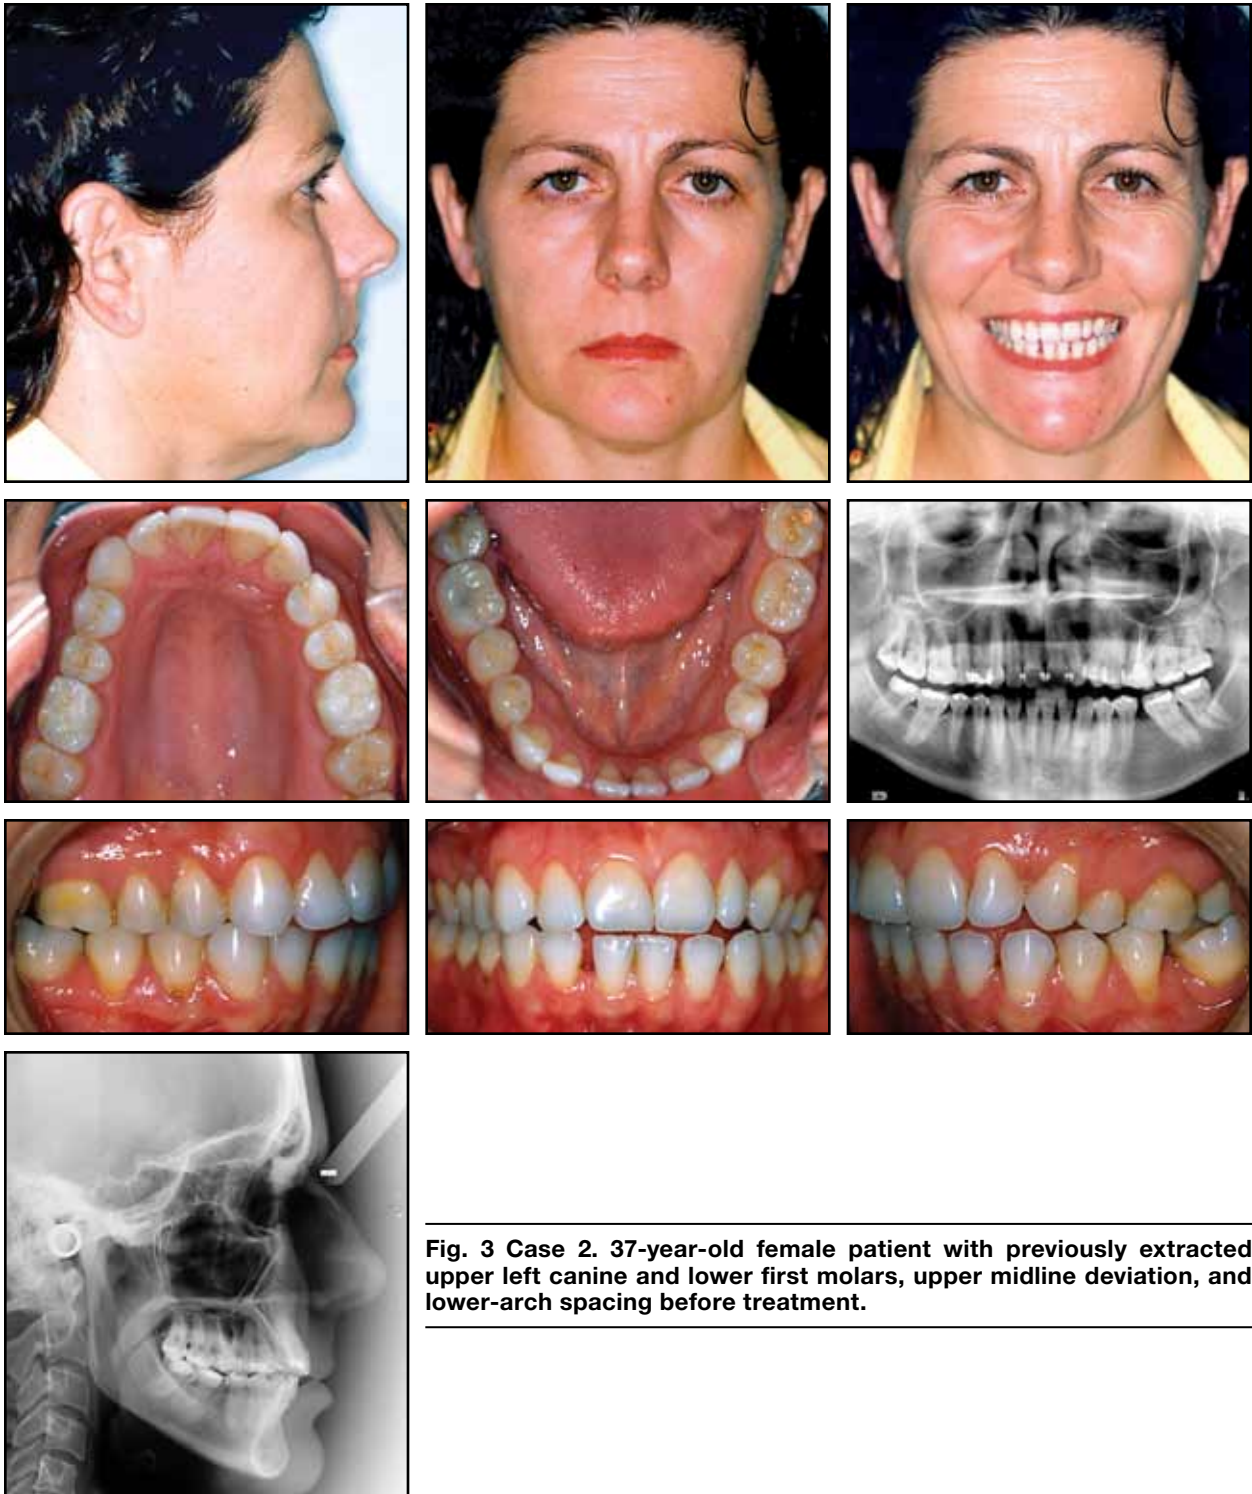 Fig. 3 Case 2. 37-year-old female patient with previously extracted
upper left canine and lower first molars, upper midline deviation, and
lower-arch spacing before treatment.